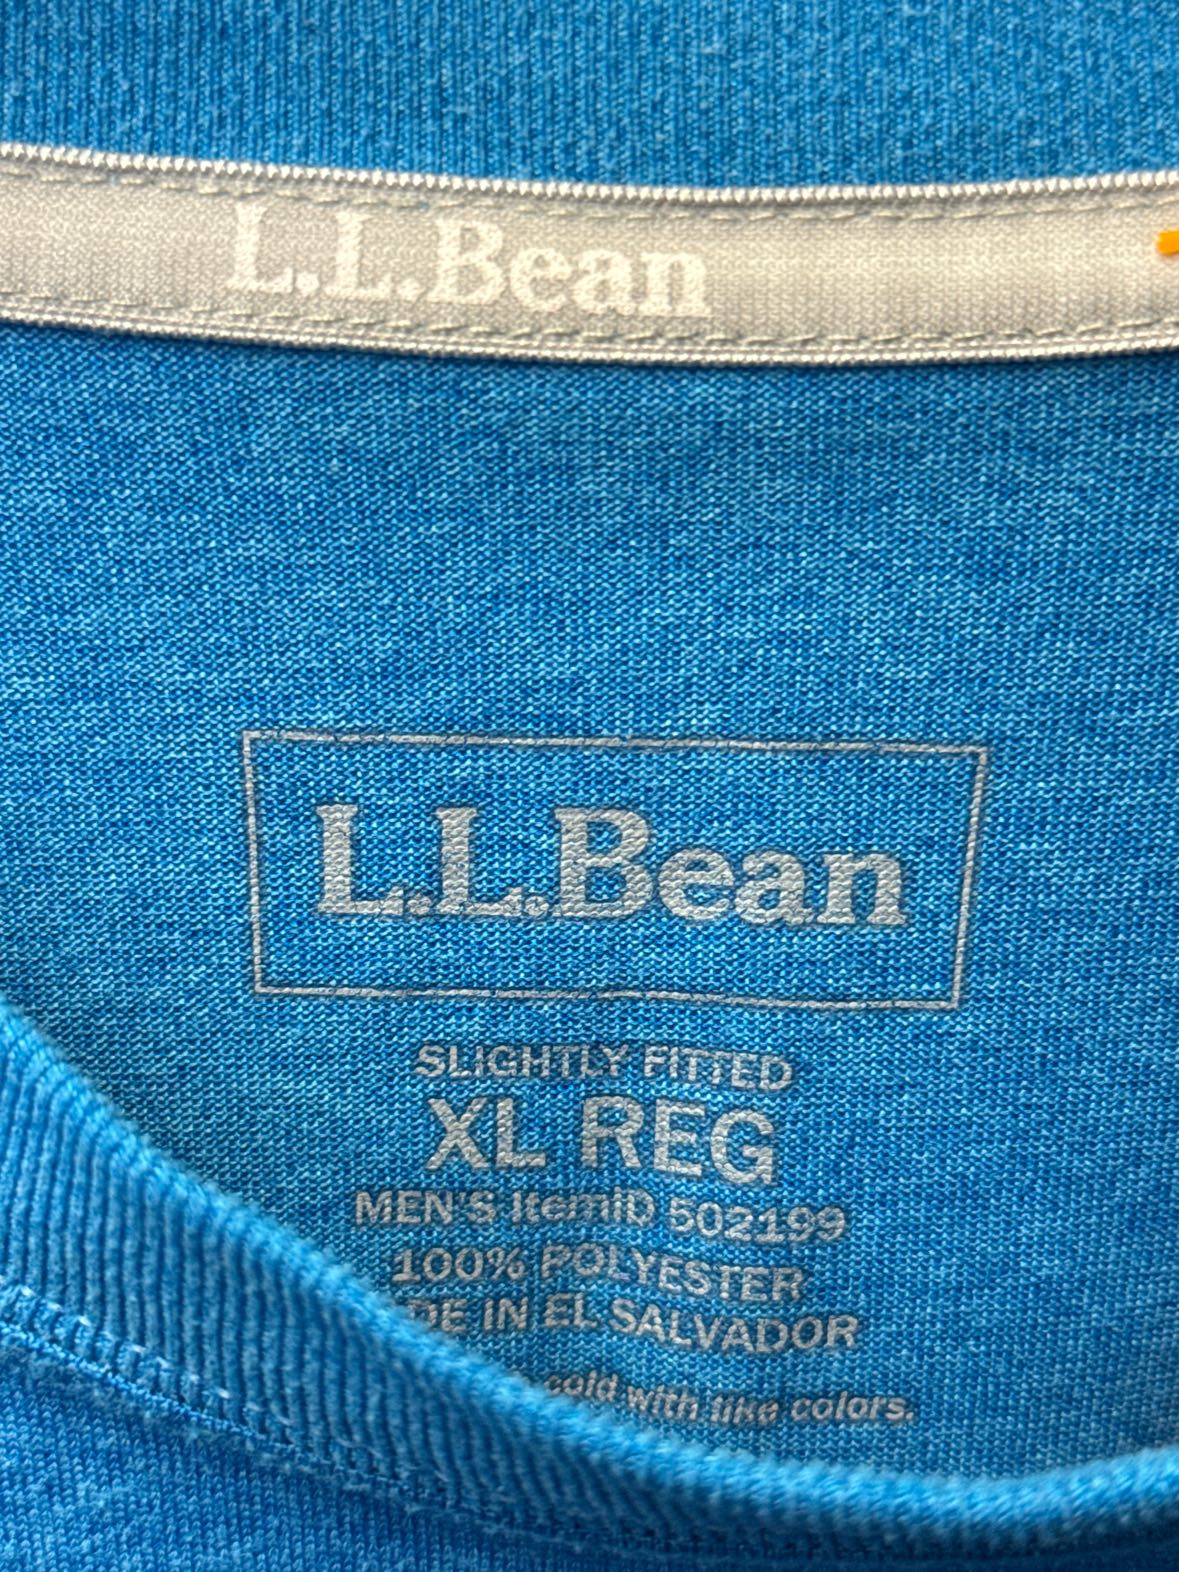 L.L.Bean
L.L.Bean
SLIGHTLY FITTED
XL REG
MEN'S ItemID 502199
100% POLYESTER
DE IN EL SALVADOR
cold with like colors.